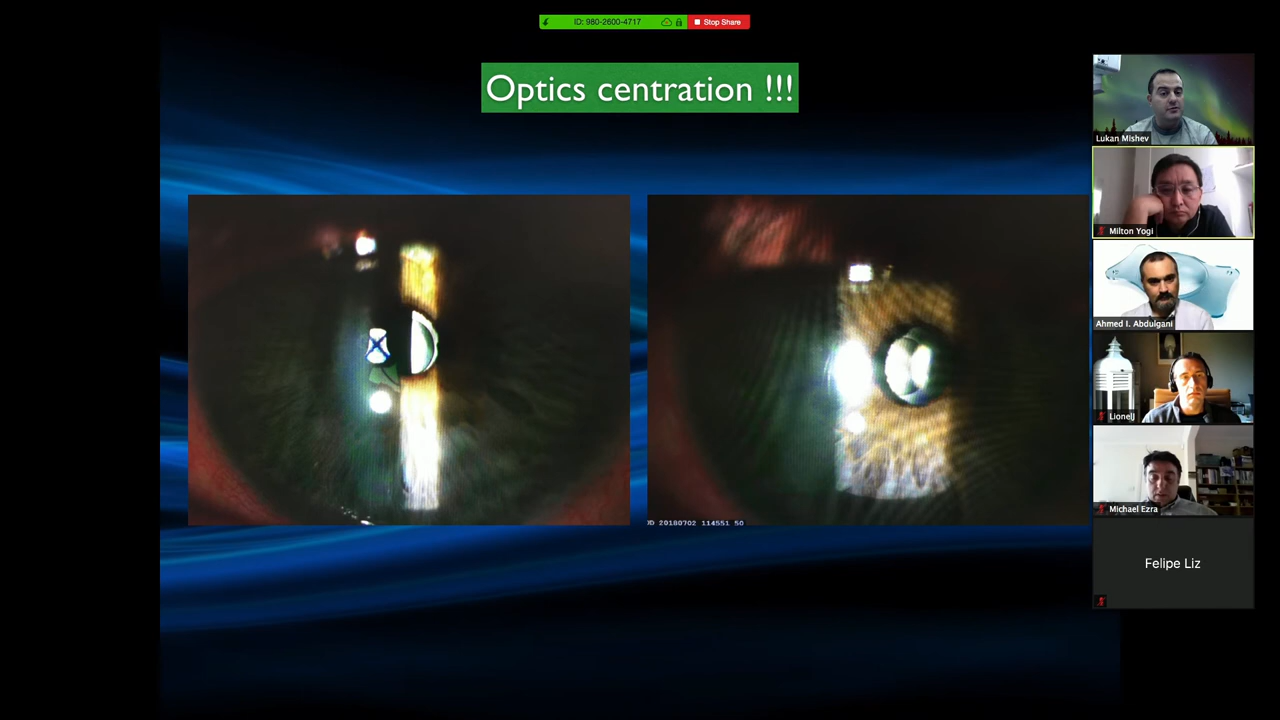 ID: 980-2600-4717
Stop Share
Optics centration !!!
Lukan Mishev
Milton Yogi
Ahmed I. Abdulgani
LionelJ
Michael Ezra
Felipe Liz
20180702 114551 50